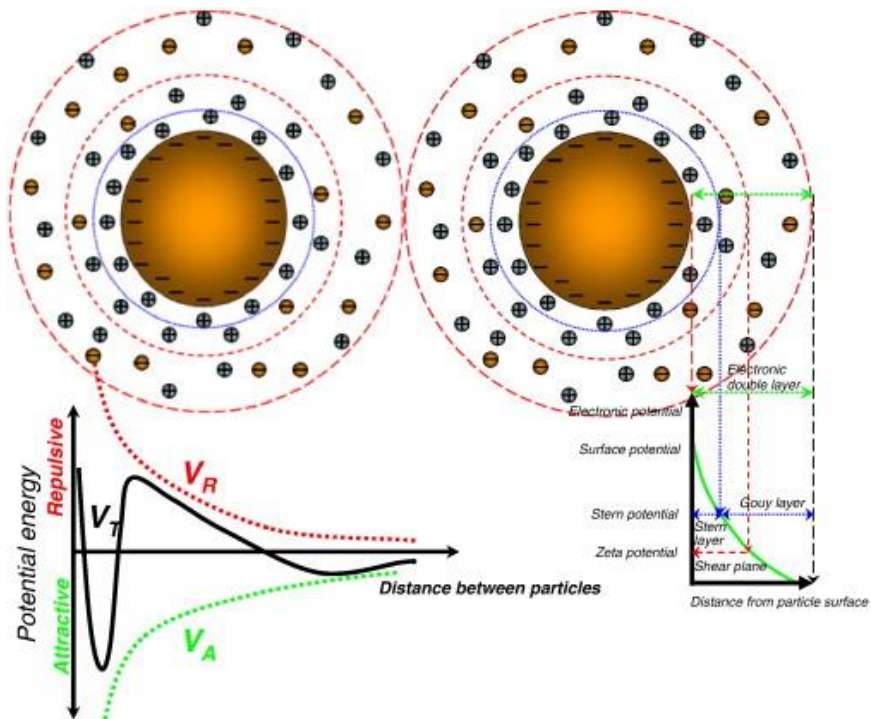 Electronic
double layer
Electronic potential
Surface potential
Stern potential
Gouy layer
Stern
layer
Zeta potential
Shear plane
Distance from particle surface
Potential energy
Repulsive
Attractive
V_R
V_T
V_A
Distance between particles